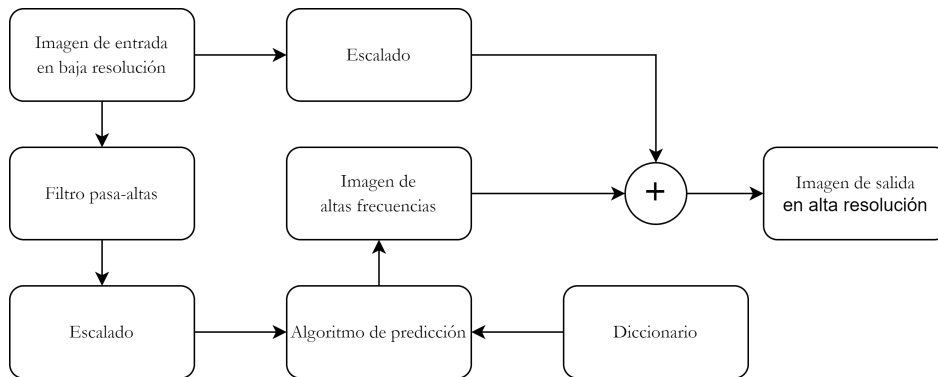 Imagen de entrada
en baja resolución
Escalado
Filtro pasa-altas
Imagen de
altas frecuencias
+
Imagen de salida
en alta resolución
Escalado
Algoritmo de predicción
Diccionario